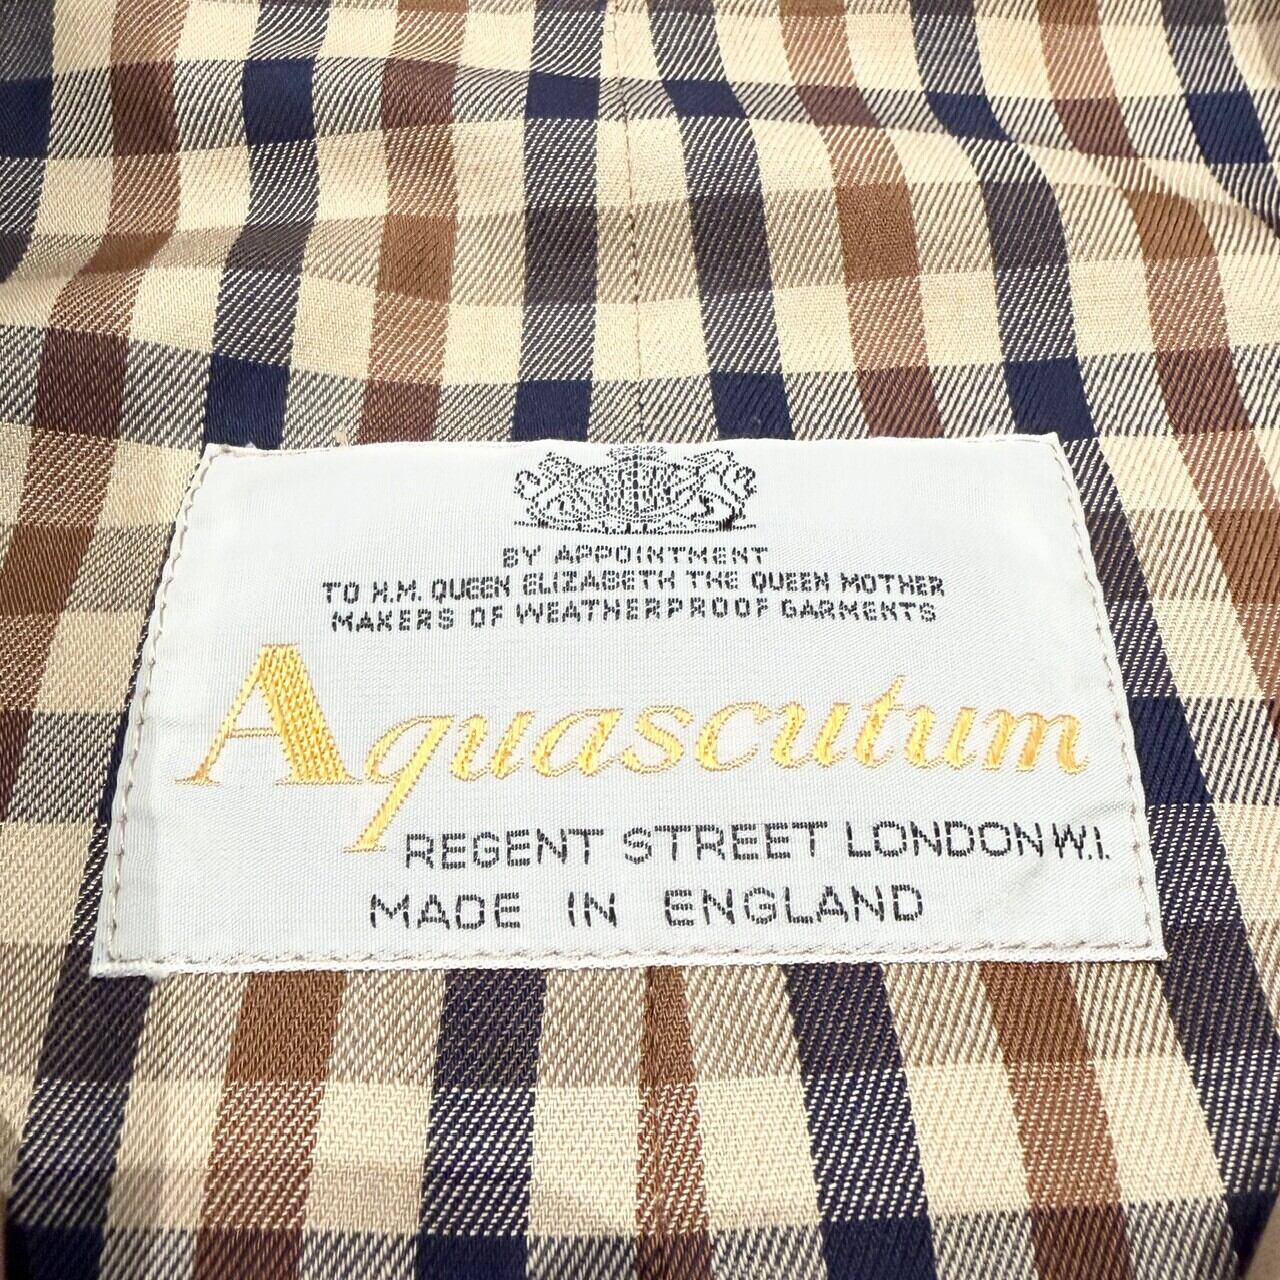 BY APPOINTMENT
TO H.M. QUEEN ELIZABETH THE QUEEN MOTHER
MAKERS OF WEATHERPROOF GARMENTS
Aquascutum
REGENT STREET LONDON W.1.
MADE IN ENGLAND